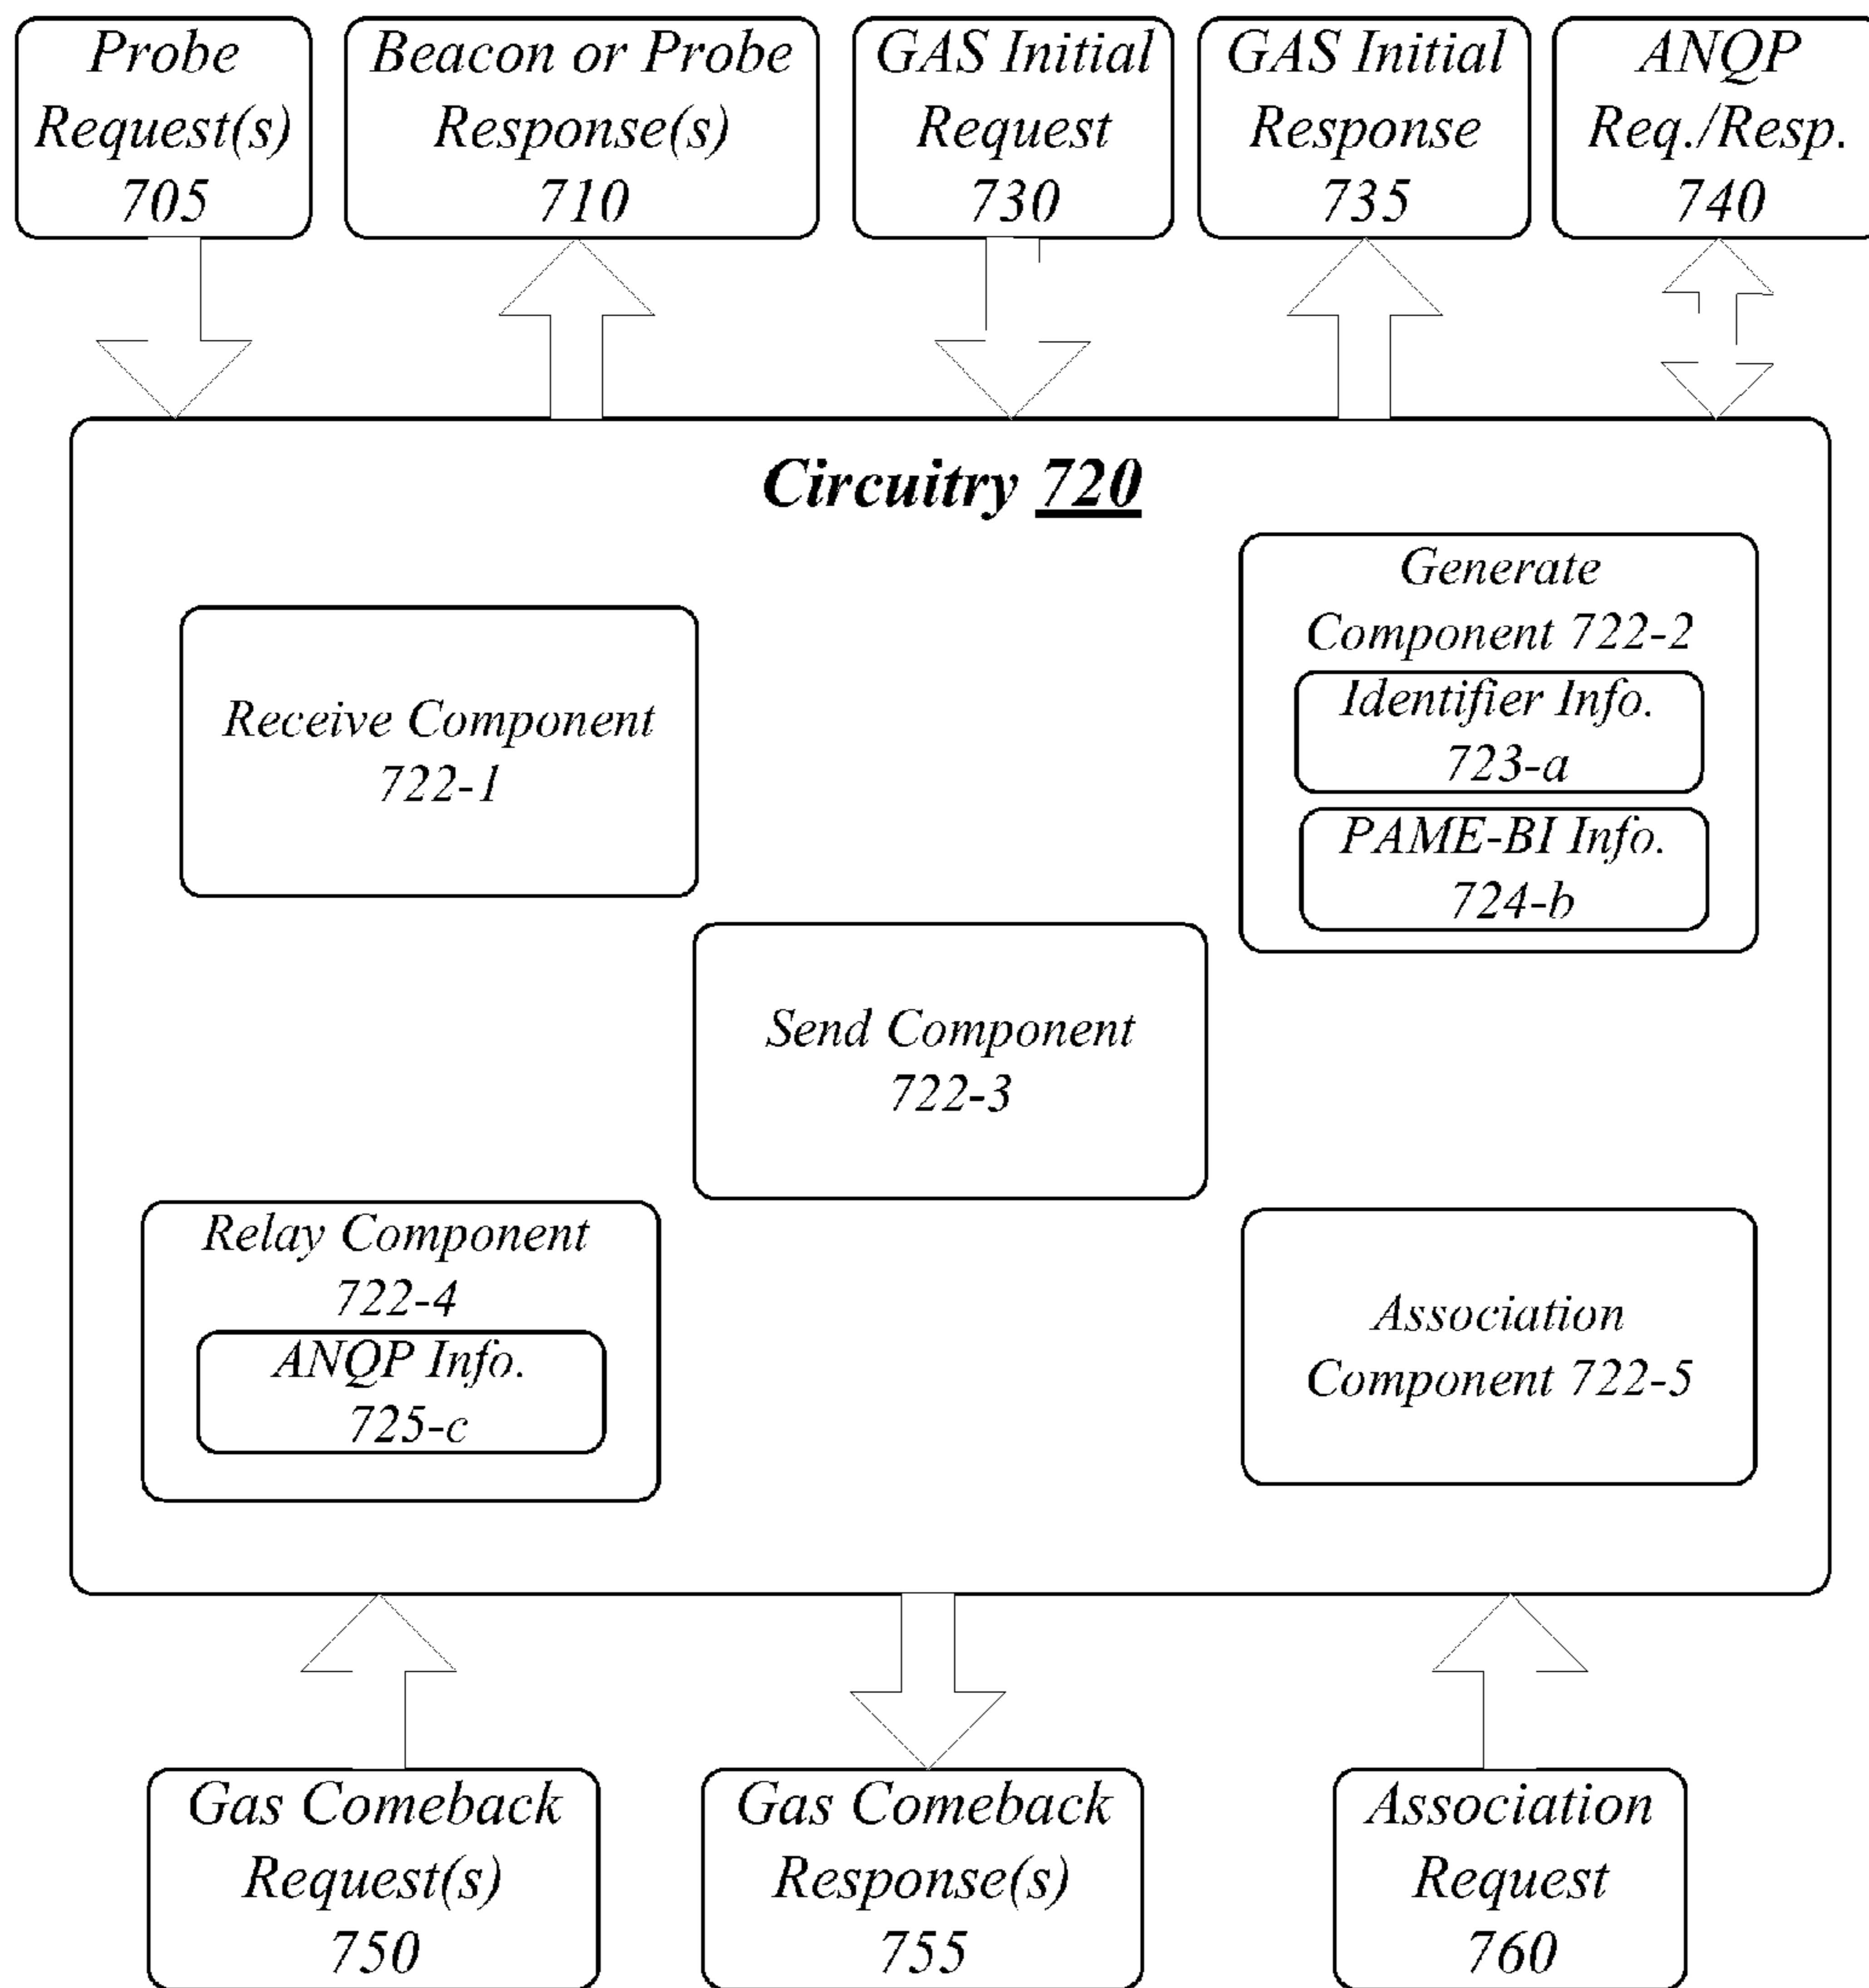 Probe
Request(s)
705
Beacon or Probe
Response(s)
710
GAS Initial
Request
730
GAS Initial
Response
735
ANQP
Req./Resp.
740
Circuitry 720
Receive Component
722-1
Generate
Component 722-2
Identifier Info.
723-a
PAME-BI Info.
724-b
Send Component
722-3
Relay Component
722-4
ANQP Info.
725-c
Association
Component 722-5
Gas Comeback
Request(s)
750
Gas Comeback
Response(s)
755
Association
Request
760